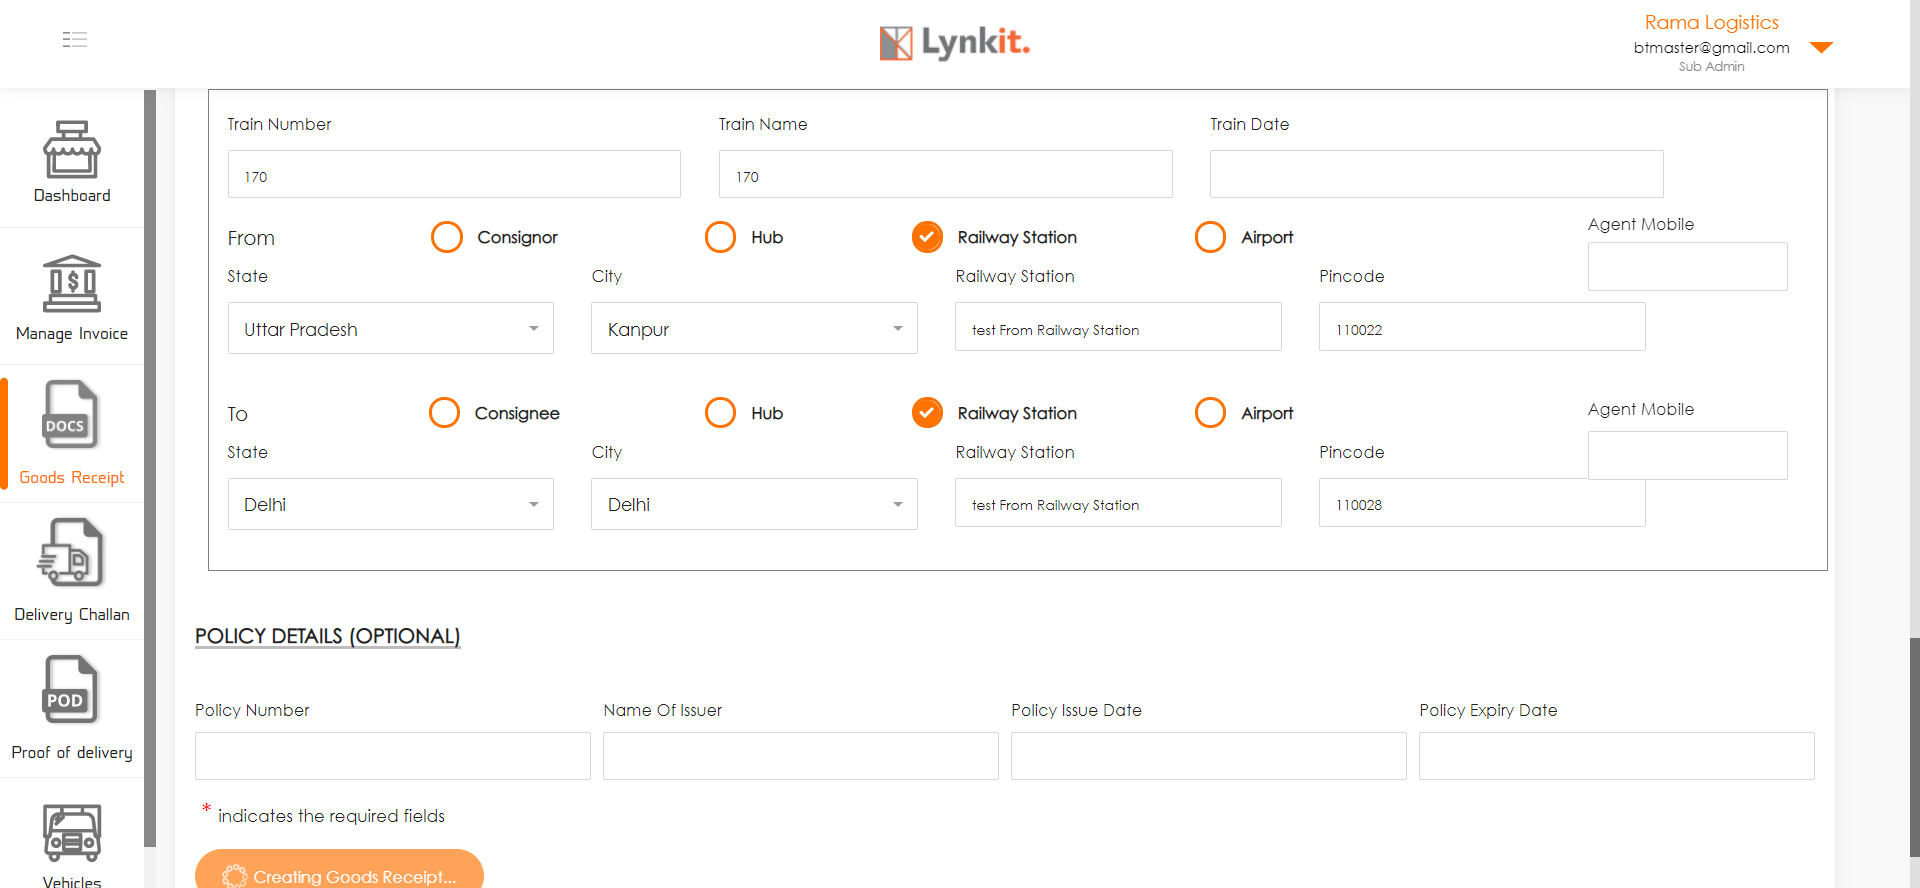 Lynkit.
Rama Logistics
btmaster@gmail.com
Sub Admin
Dashboard
Manage Invoice
DOCS
Goods Receipt
Delivery Challan
POD
Proof of delivery
Vehicles
Train Number
Train Name
Train Date
170
170
From
Consignor
Hub
Railway Station
Airport
Agent Mobile
State
City
Railway Station
Pincode
Uttar Pradesh
Kanpur
test From Railway Station
110022
To
Consignee
Hub
Railway Station
Airport
Agent Mobile
State
City
Railway Station
Pincode
Delhi
Delhi
test From Railway Station
110028
POLICY DETAILS (OPTIONAL)
Policy Number
Name Of Issuer
Policy Issue Date
Policy Expiry Date
* indicates the required fields
Creating Goods Receipt...